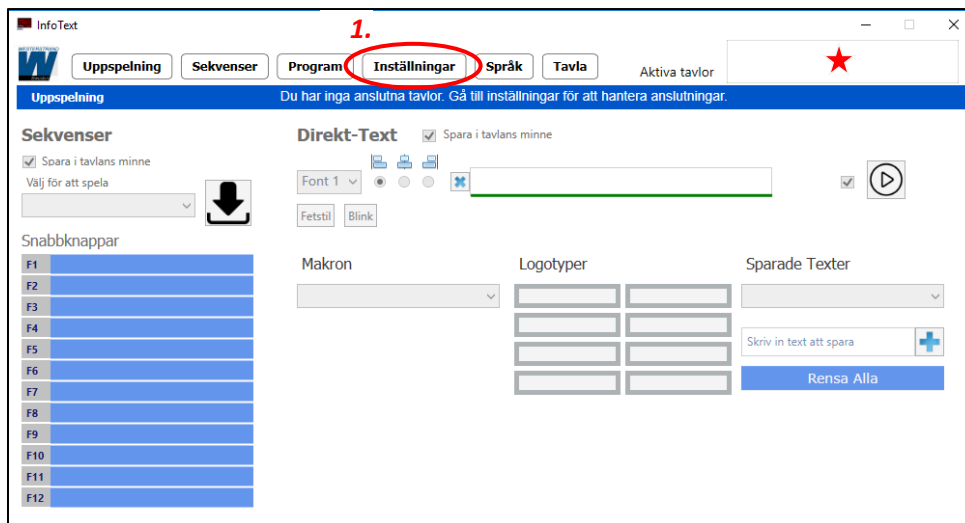 InfoText
1.
W
Uppspelning Sekvenser Program Inställningar Språk Tavla Aktiva tavlor
Uppspelning Du har inga anslutna tavlor. Gå till inställningar för att hantera anslutningar.
Sekvenser
Spara i tavlans minne
Välj för att spela
Direkt-Text Spara i tavlans minne
Font 1
Fetstil Blink
Snabbknappar
F1
F2
F3
F4
F5
F6
F7
F8
F9
F10
F11
F12
Makron
Logotyper
Sparade Texter
Skriv in text att spara
Rensa Alla